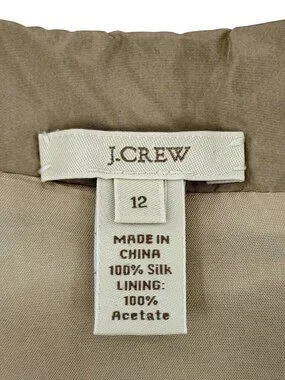 J.CREW
12
MADE IN
CHINA
100% Silk
LINING:
100%
Acetate